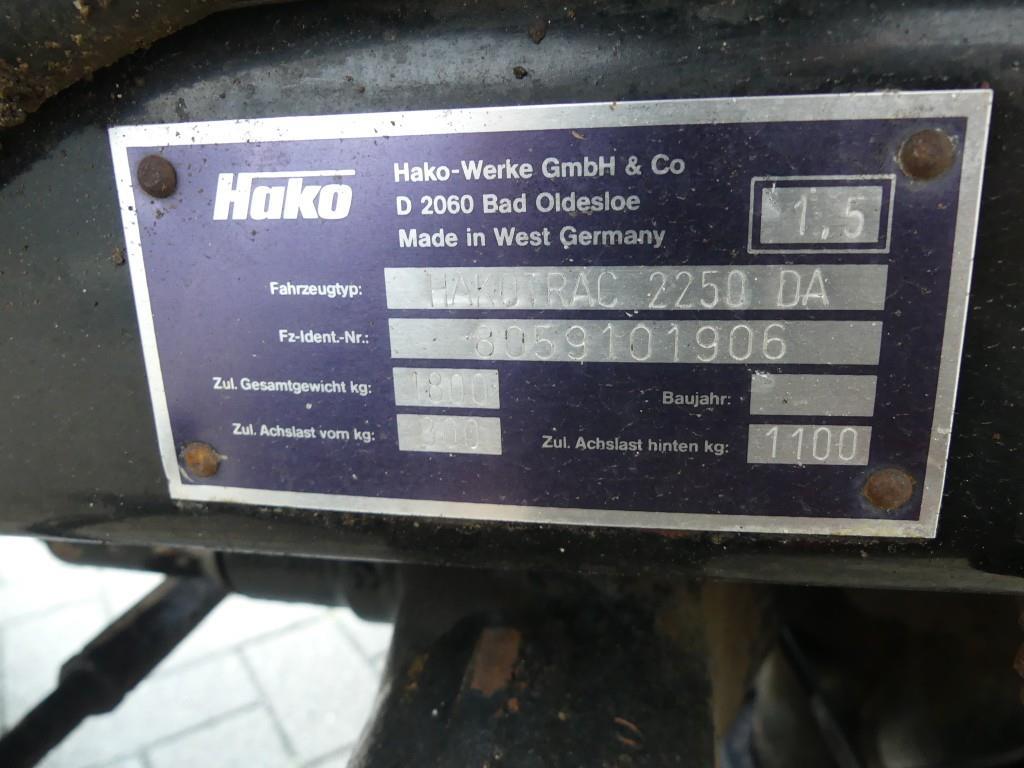 Hako
Hako-Werke GmbH & Co
D 2060 Bad Oldesloe
Made in West Germany
1,5
Fahrzeugtyp: HAKOTRAC 2250 DA
Fz-Ident.-Nr.: 8059101906
Zul. Gesamtgewicht kg: 1800
Baujahr:
Zul. Achslast vorn kg:
Zul. Achslast hinten kg: 1100